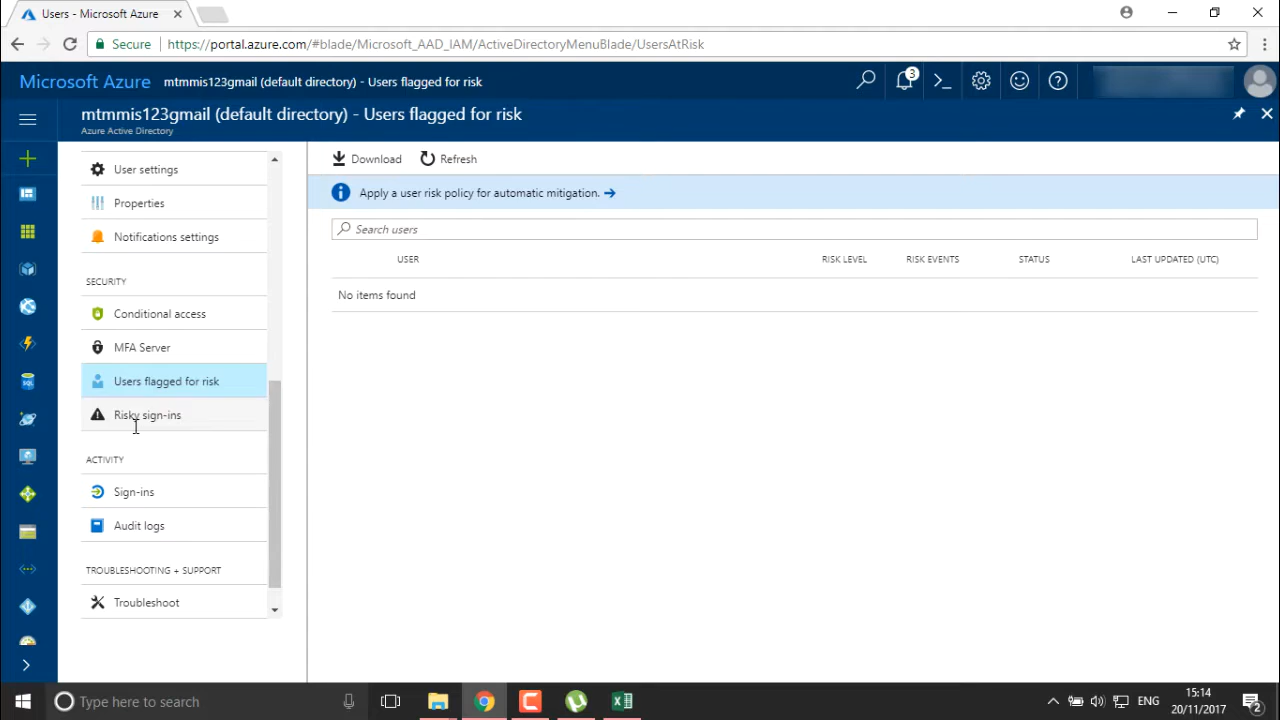 Users - Microsoft Azure
Secure https://portal.azure.com/#blade/Microsoft_AAD_IAM/ActiveDirectoryMenuBlade/UsersAtRisk
Microsoft Azure mtmmis123gmail (default directory) - Users flagged for risk
3
mtmmis123gmail (default directory) - Users flagged for risk
Azure Active Directory
User settings
Properties
Notifications settings
SECURITY
Conditional access
MFA Server
Users flagged for risk
Risky sign-ins
ACTIVITY
Sign-ins
Audit logs
TROUBLESHOOTING + SUPPORT
Troubleshoot
Download Refresh
Apply a user risk policy for automatic mitigation.
Search users
USER RISK LEVEL RISK EVENTS STATUS LAST UPDATED (UTC)
No items found
SQL
Type here to search
ENG
15:14
20/11/2017
2